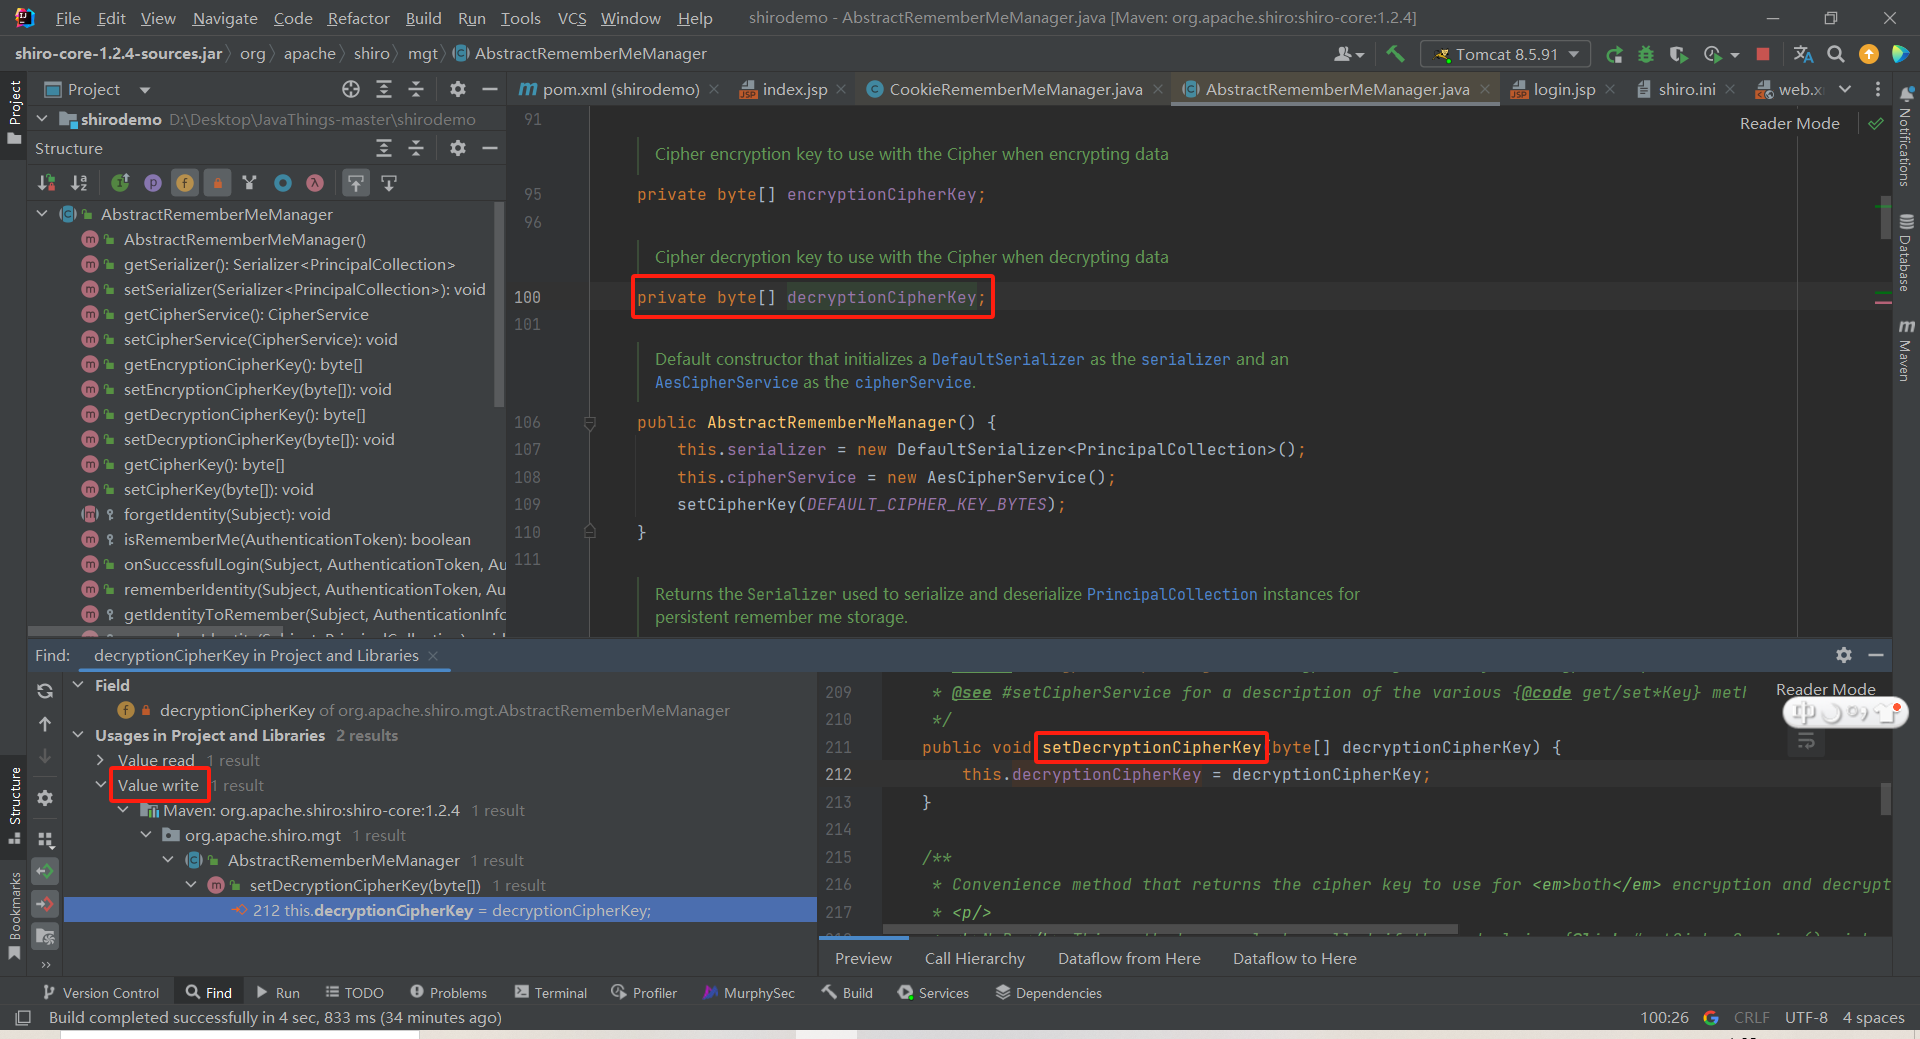 File Edit View Navigate Code Refactor Build Run Tools VCS Window Help shirodemo - AbstractRememberMeManager.java [Maven: org.apache.shiro:shiro-core:1.2.4]
shiro-core-1.2.4-sources.jar org apache shiro mgt AbstractRememberMeManager Tomcat 8.5.91
Project pom.xml (shirodemo) index.jsp CookieRememberMeManager.java AbstractRememberMeManager.java login.jsp shiro.ini web.x
shirodemo D:\Desktop\JavaThings-master\shirodemo
Structure
AbstractRememberMeManager
AbstractRememberMeManager()
getSerializer(): Serializer<PrincipalCollection>
setSerializer(Serializer<PrincipalCollection>): void
getCipherService(): CipherService
setCipherService(CipherService): void
getEncryptionCipherKey(): byte[]
setEncryptionCipherKey(byte[]): void
getDecryptionCipherKey(): byte[]
setDecryptionCipherKey(byte[]): void
getCipherKey(): byte[]
setCipherKey(byte[]): void
forgetIdentity(Subject): void
isRememberMe(AuthenticationToken): boolean
onSuccessfulLogin(Subject, AuthenticationToken, Au
rememberIdentity(Subject, AuthenticationToken, Au
getIdentityToRemember(Subject, AuthenticationInfo
91
Reader Mode
Cipher encryption key to use with the Cipher when encrypting data
95 private byte[] encryptionCipherKey;
96
Cipher decryption key to use with the Cipher when decrypting data
100 private byte[] decryptionCipherKey;
101
Default constructor that initializes a DefaultSerializer as the serializer and an
AesCipherService as the cipherService.
106 public AbstractRememberMeManager() {
107 this.serializer = new DefaultSerializer<PrincipalCollection>();
108 this.cipherService = new AesCipherService();
109 setCipherKey(DEFAULT_CIPHER_KEY_BYTES);
110 }
111
Returns the Serializer used to serialize and deserialize PrincipalCollection instances for
persistent remember me storage.
Project
Structure
Bookmarks
Notifications
Database
Maven
Find: decryptionCipherKey in Project and Libraries
Field
decryptionCipherKey of org.apache.shiro.mgt.AbstractRememberMeManager
Usages in Project and Libraries 2 results
Value read 1 result
Value write 1 result
Maven: org.apache.shiro:shiro-core:1.2.4 1 result
org.apache.shiro.mgt 1 result
AbstractRememberMeManager 1 result
setDecryptionCipherKey(byte[]) 1 result
212 this.decryptionCipherKey = decryptionCipherKey;
209 * @see #setCipherService for a description of the various {@code get/set*Key} meth
Reader Mode
中
210 */
211 public void setDecryptionCipherKey(byte[] decryptionCipherKey) {
212 this.decryptionCipherKey = decryptionCipherKey;
213 }
214
215 /**
216 * Convenience method that returns the cipher key to use for <em>both</em> encryption and decrypt
217 * <p/>
Preview Call Hierarchy Dataflow from Here Dataflow to Here
Version Control Find Run TODO Problems Terminal Profiler MurphySec Build Services Dependencies
Build completed successfully in 4 sec, 833 ms (34 minutes ago) 100:26 CRLF UTF-8 4 spaces